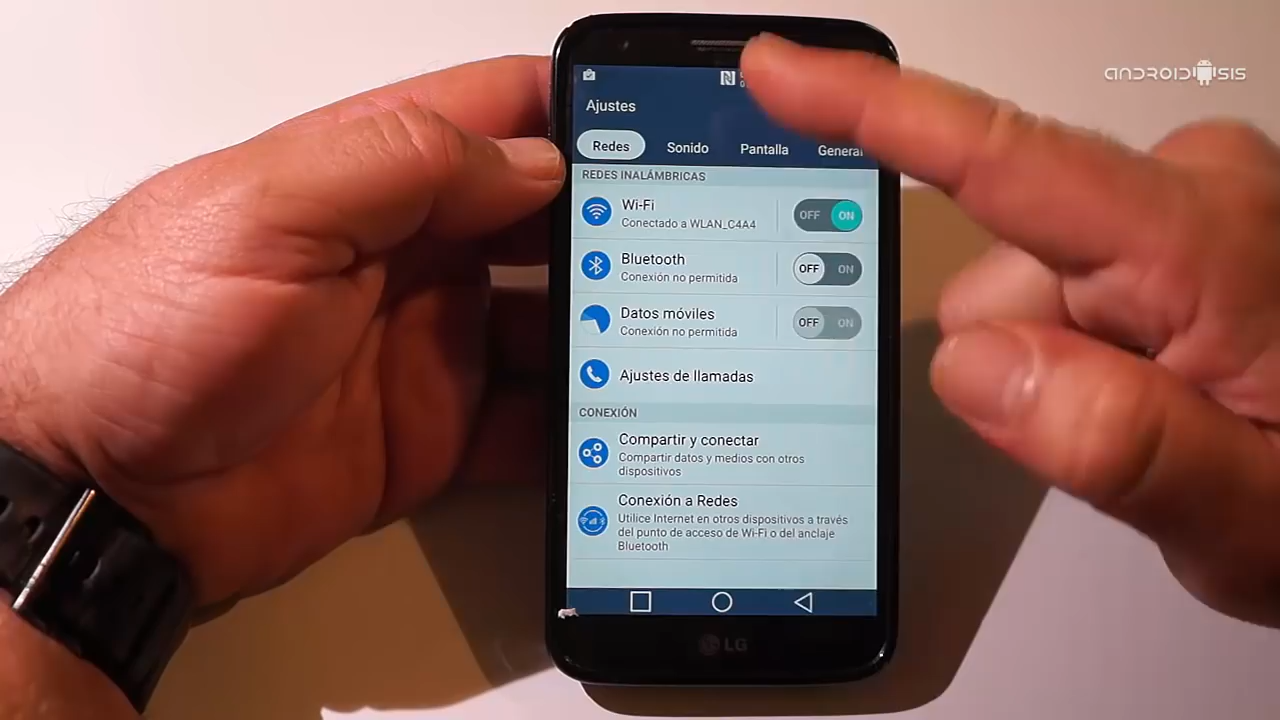 ANDROIDSIS
Ajustes
Redes
Sonido
Pantalla
General
REDES INALÁMBRICAS
Wi-Fi
Conectado a WLAN_C4A4
OFF
ON
Bluetooth
Conexión no permitida
OFF
ON
Datos móviles
Conexión no permitida
OFF
ON
Ajustes de llamadas
CONEXIÓN
Compartir y conectar
Compartir datos y medios con otros
dispositivos
Conexión a Redes
Utilice Internet en otros dispositivos a través
del punto de acceso de Wi-Fi o del anclaje
Bluetooth
LG